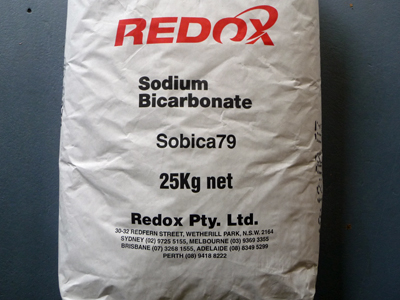 REDOX
Sodium
Bicarbonate
Sobica79
25Kg net
Redox Pty. Ltd.
30-32 REDFERN STREET, WETHERILL PARK, N.S.W. 2164
SYDNEY (02) 9725 5155, MELBOURNE (03) 9369 3355
BRISBANE (07) 3268 1555, ADELAIDE (08) 8349 5299
PERTH (08) 9418 8222